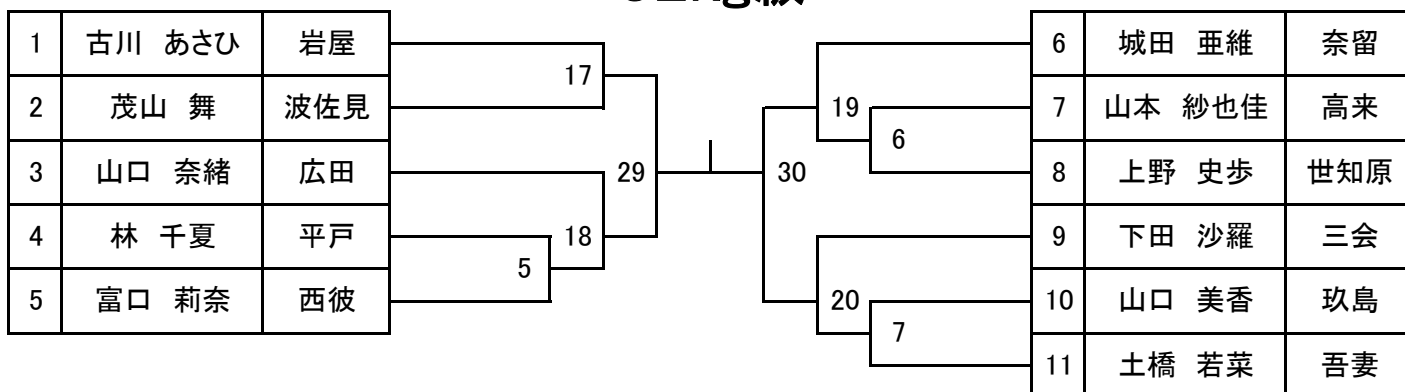 1 古川 あさひ 岩屋
2 茂山 舞 波佐見
3 山口 奈緒 広田
4 林 千夏 平戸
5 富口 莉奈 西彼
17
29
18
5
6 城田 亜維 奈留
7 山本 紗也佳 高来
8 上野 史歩 世知原
9 下田 沙羅 三会
10 山口 美香 玖島
11 土橋 若菜 吾妻
19
6
30
20
7